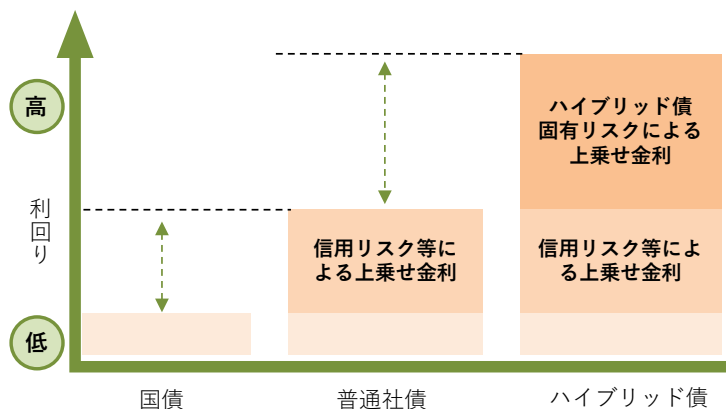 高
利回り
低
ハイブリッド債
固有リスクによる
上乗せ金利
信用リスク等に
よる上乗せ金利
信用リスク等によ
る上乗せ金利
国債
普通社債
ハイブリッド債